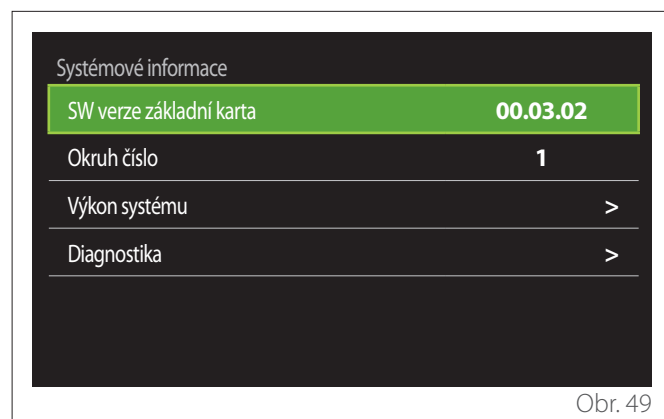 Systémové informace
SW verze základní karta 00.03.02
Okruh číslo 1
Výkon systému >
Diagnostika >
Obr. 49